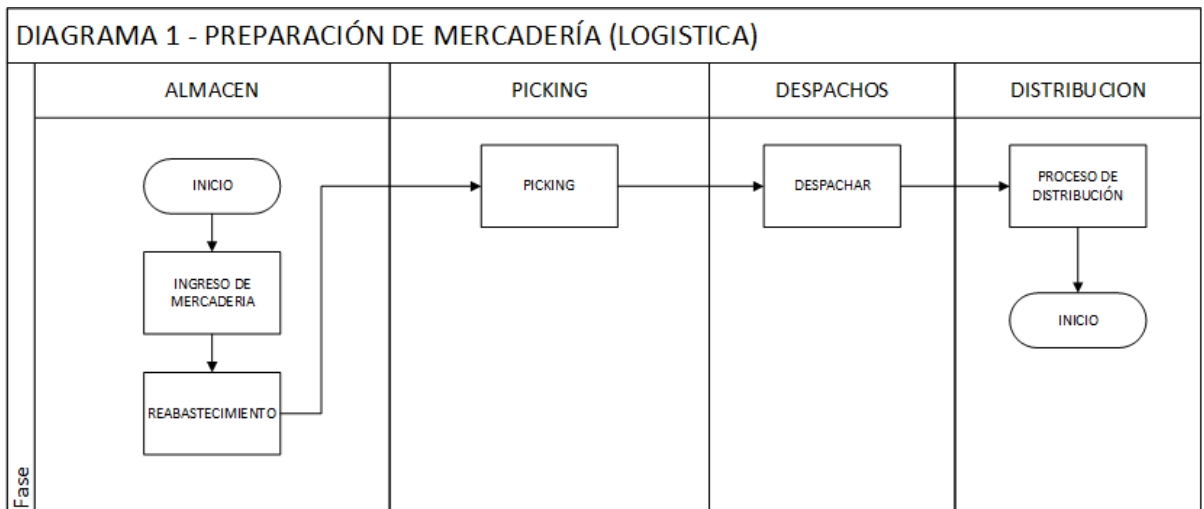 DIAGRAMA 1 - PREPARACIÓN DE MERCADERÍA (LOGISTICA)
ALMACEN
PICKING
DESPACHOS
DISTRIBUCION
INICIO
INGRESO DE
MERCADERIA
REABASTECIMIENTO
PICKING
DESPACHAR
PROCESO DE
DISTRIBUCIÓN
INICIO
Fase